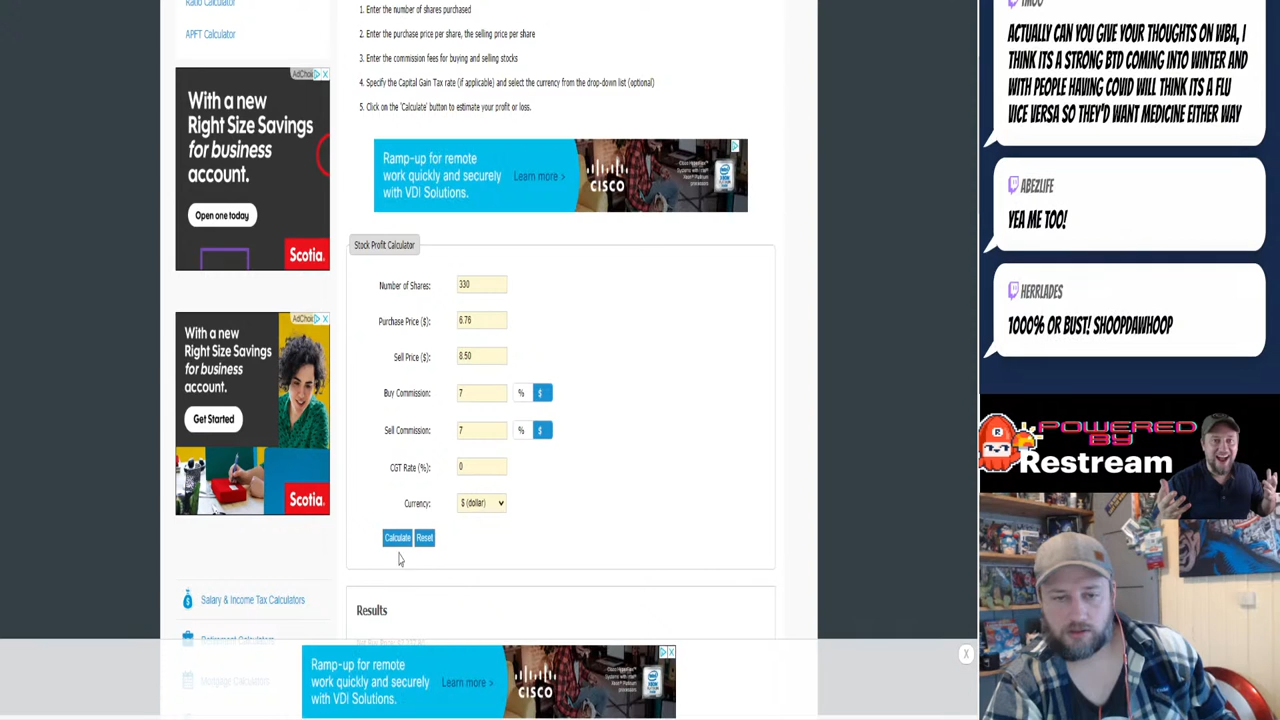 Ratio Calculator
APFT Calculator
AdChoices
With a new
Right Size Savings
for business
account.
Open one today
Scotia.
AdChoices
With a new
Right Size Savings
for business
account.
Get Started
Scotia.
Salary & Income Tax Calculators
Retirement Calculators
Mortgage Calculators
1. Enter the number of shares purchased
2. Enter the purchase price per share, the selling price per share
3. Enter the commission fees for buying and selling stocks
4. Specify the Capital Gain Tax rate (if applicable) and select the currency from the drop-down list (optional)
5. Click on the 'Calculate' button to estimate your profit or loss.
Ramp-up for remote
work quickly and securely
with VDI Solutions.
Learn more >
CISCO
Stock Profit Calculator
Number of Shares: 330
Purchase Price ($): 6.76
Sell Price ($): 8.50
Buy Commission: 7 % $
Sell Commission: 7 % $
CGT Rate (%): 0
Currency: $ (dollar)
Calculate Reset
Results
Ramp-up for remote
work quickly and securely
with VDI Solutions.
Learn more >
CISCO
X
ACTUALLY CAN YOU GIVE YOUR THOUGHTS ON WBA, I
THINK ITS A STRONG BTD COMING INTO WINTER AND
WITH PEOPLE HAVING COVID WILL THINK ITS A FLU
VICE VERSA SO THEY'D WANT MEDICINE EITHER WAY
ABEZLIFE
YEA ME TOO!
HERRLADES
1000% OR BUST! SHOOPDAWHOOP
POWERED
BY
Restream